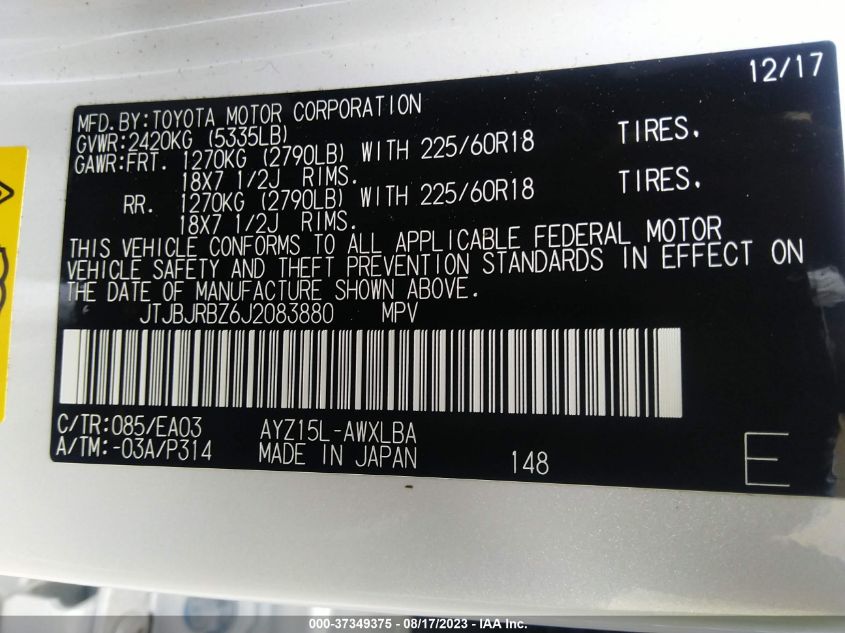 12/17
MFD.BY:TOYOTA MOTOR CORPORATION
GVWR:2420KG (5335LB)
GAWR:FRT. 1270KG (2790LB) WITH 225/60R18 TIRES.
18X7 1/2J RIMS.
RR. 1270KG (2790LB) WITH 225/60R18 TIRES.
18X7 1/2J RIMS.
THIS VEHICLE CONFORMS TO ALL APPLICABLE FEDERAL MOTOR
VEHICLE SAFETY AND THEFT PREVENTION STANDARDS IN EFFECT ON
THE DATE OF MANUFACTURE SHOWN ABOVE.
JTJBJRBZ6J2083880 MPV
C/TR:085/EA03 AYZ15L-AWXLBA
A/TM:-03A/P314 MADE IN JAPAN 148 E
000-37349375 - 08/17/2023 - IAA Inc.